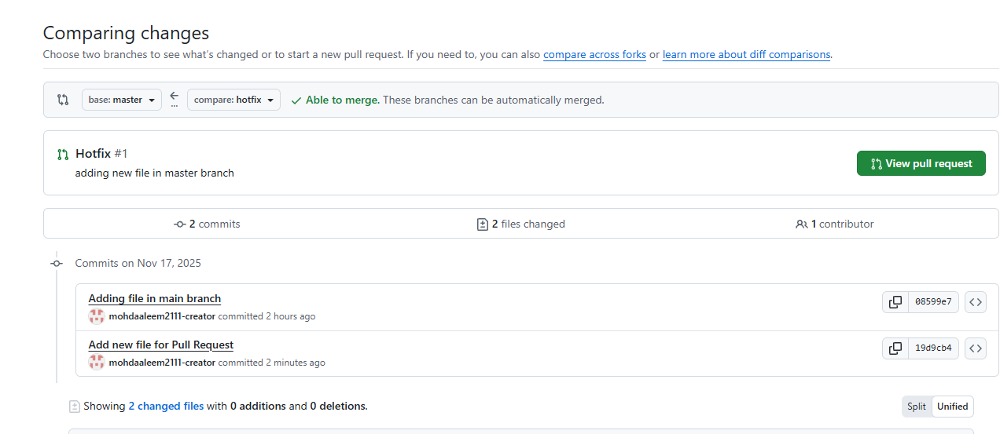 Comparing changes
Choose two branches to see what's changed or to start a new pull request. If you need to, you can also compare across forks or learn more about diff comparisons.
base: master ← ... compare: hotfix ✓ Able to merge. These branches can be automatically merged.
Hotfix #1
adding new file in master branch
View pull request
2 commits 2 files changed 1 contributor
Commits on Nov 17, 2025
Adding file in main branch
mohdaaleem2111-creator committed 2 hours ago
08599e7
Add new file for Pull Request
mohdaaleem2111-creator committed 2 minutes ago
19d9cb4
Showing 2 changed files with 0 additions and 0 deletions.
Split Unified